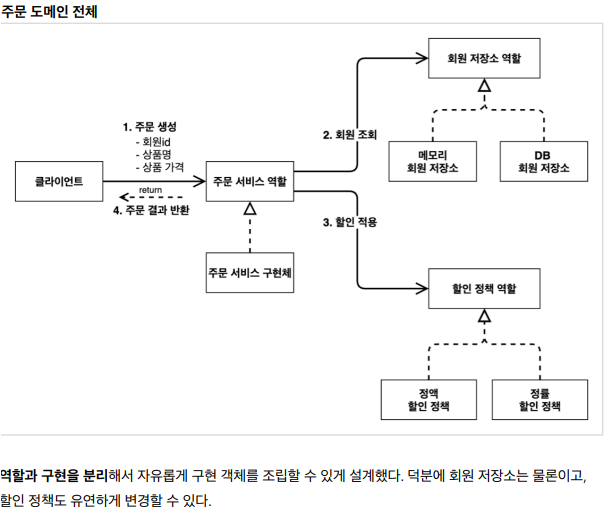 주문 도메인 전체
회원 저장소 역할
1. 주문 생성
- 회원id
- 상품명
- 상품 가격
2. 회원 조회
메모리
회원 저장소
DB
회원 저장소
클라이언트
주문 서비스 역할
return
4. 주문 결과 반환
3. 할인 적용
주문 서비스 구현체
할인 정책 역할
정액
할인 정책
정률
할인 정책
역할과 구현을 분리해서 자유롭게 구현 객체를 조립할 수 있게 설계했다. 덕분에 회원 저장소는 물론이고,
할인 정책도 유연하게 변경할 수 있다.